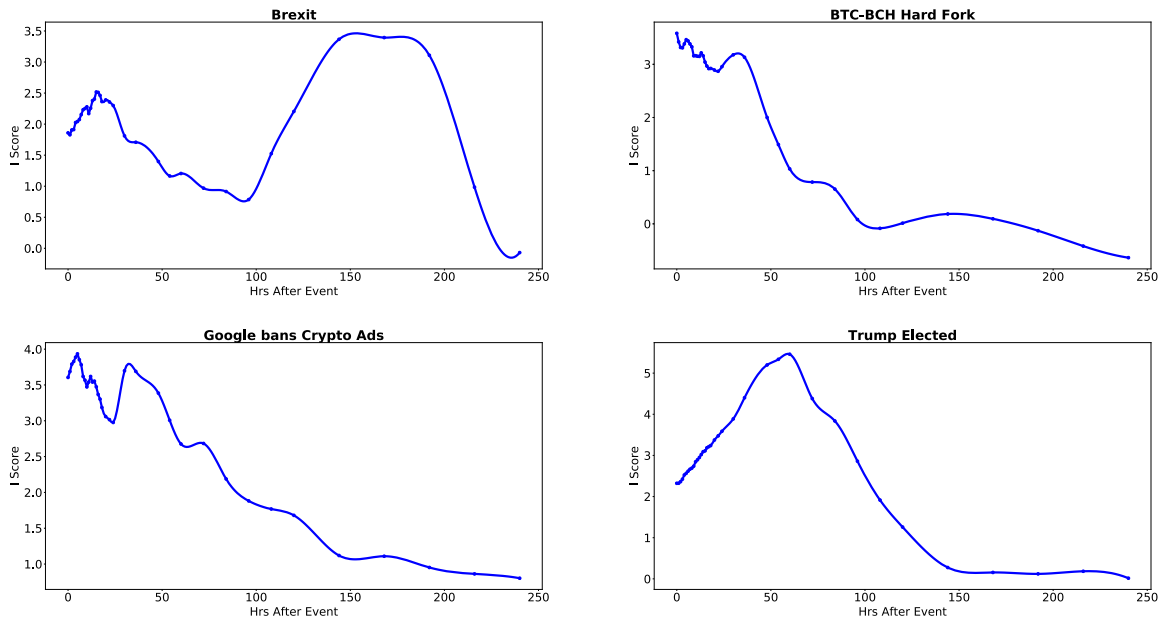 Brexit
3.5
3.0
2.5
2.0
1.5
1.0
0.5
0.0
I Score
0 50 100 150 200 250
Hrs After Event
BTC-BCH Hard Fork
3
2
1
0
I Score
0 50 100 150 200 250
Hrs After Event
Google bans Crypto Ads
4.0
3.5
3.0
2.5
2.0
1.5
1.0
I Score
0 50 100 150 200 250
Hrs After Event
Trump Elected
5
4
3
2
1
0
I Score
0 50 100 150 200 250
Hrs After Event